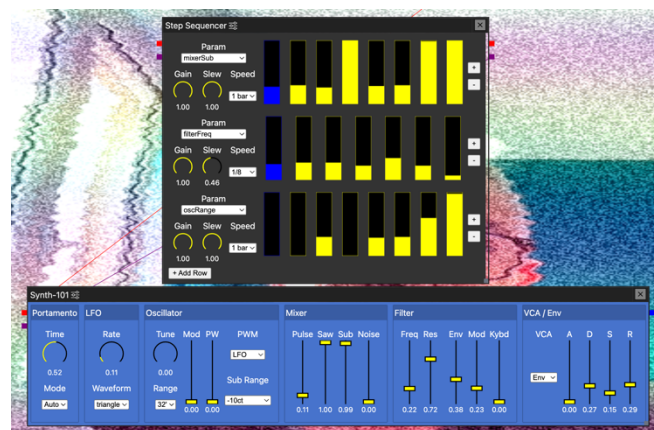 Step Sequencer
Param
mixerSub
Gain Slew Speed
1 bar
1.00 1.00
+
-
Param
filterFreq
Gain Slew Speed
1/8
1.00 0.46
+
-
Param
oscRange
Gain Slew Speed
1 bar
1.00 1.00
+
-
+ Add Row
Synth-101
Portamento LFO Oscillator Mixer Filter VCA / Env
Time Rate Tune Mod PW PWM Pulse Saw Sub Noise Freq Res Env Mod Kybd VCA A D S R
LFO
0.52 0.11 0.00 Sub Range Env
Mode Waveform Range
Auto triangle 32' 0.00 0.00 -10ct 0.11 1.00 0.99 0.00 0.22 0.72 0.38 0.23 0.00 0.00 0.27 0.15 0.29